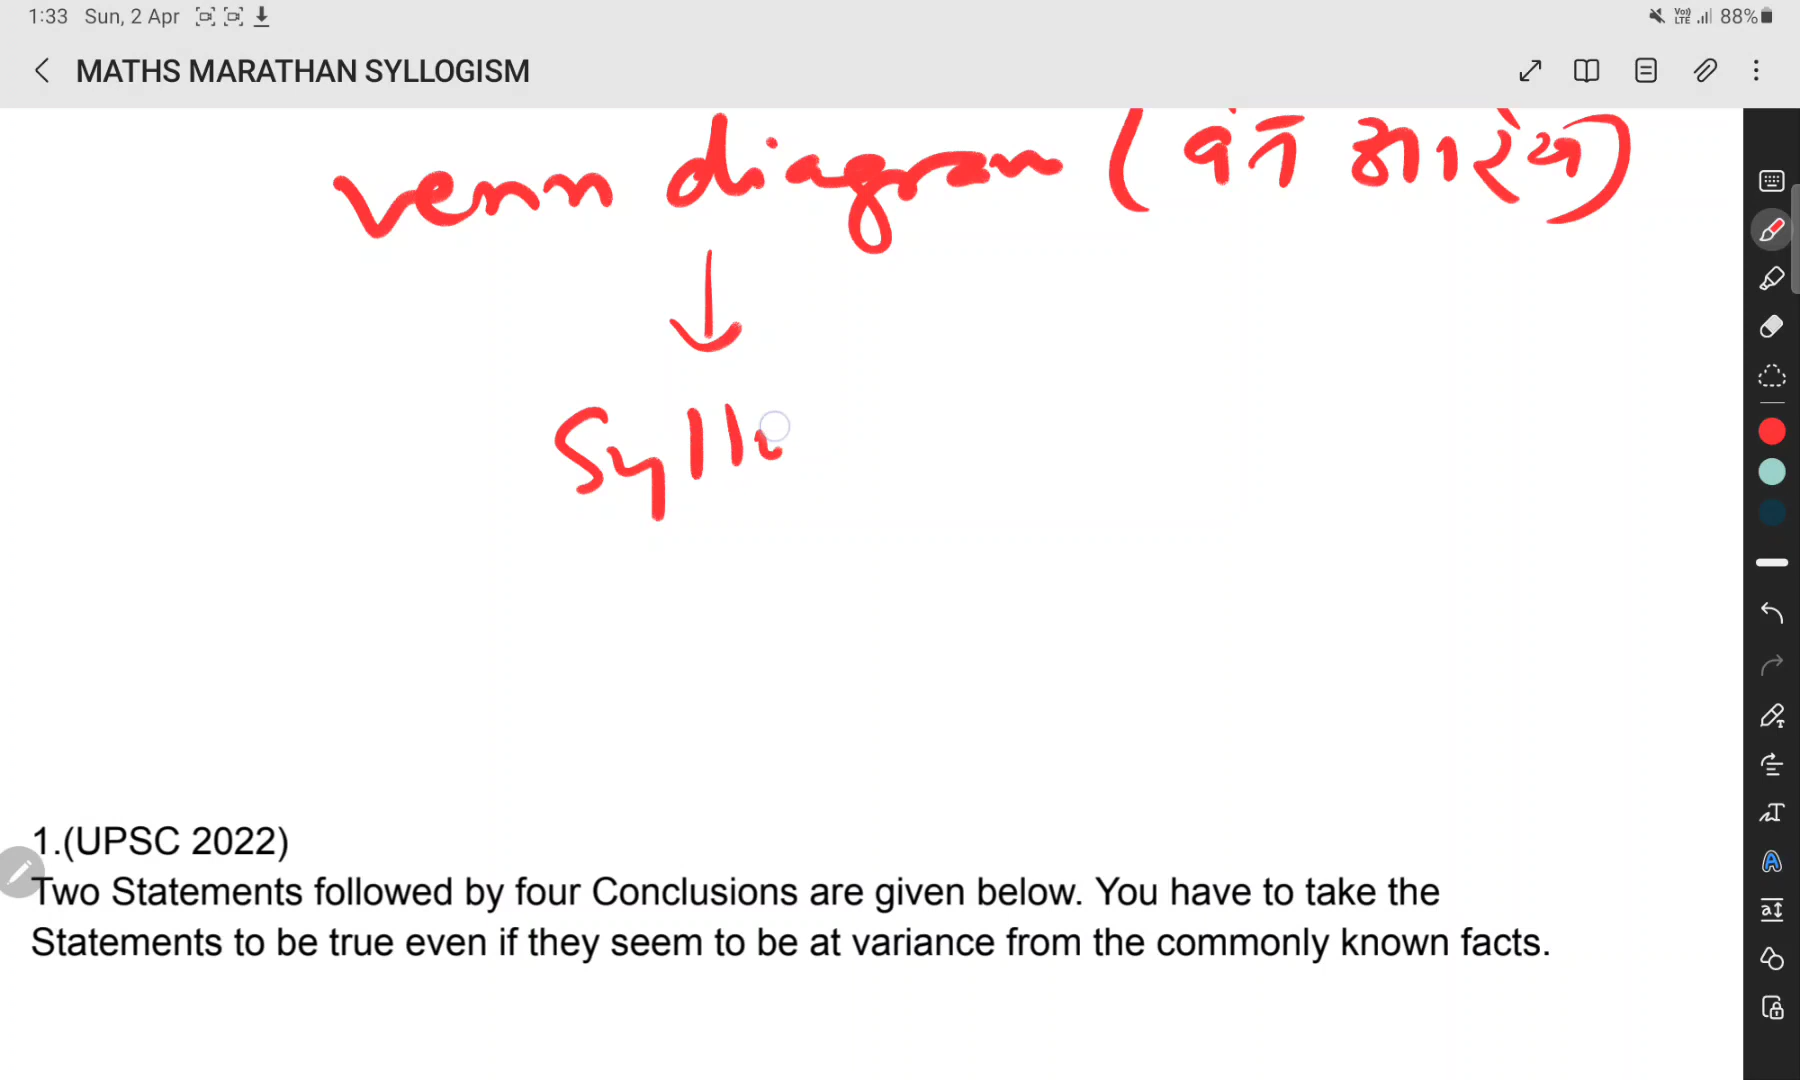 1:33 Sun, 2 Apr
88%
MATHS MARATHAN SYLLOGISM
venn diagram (वेन आरेख)
Syllo
1.(UPSC 2022)
Two Statements followed by four Conclusions are given below. You have to take the
Statements to be true even if they seem to be at variance from the commonly known facts.